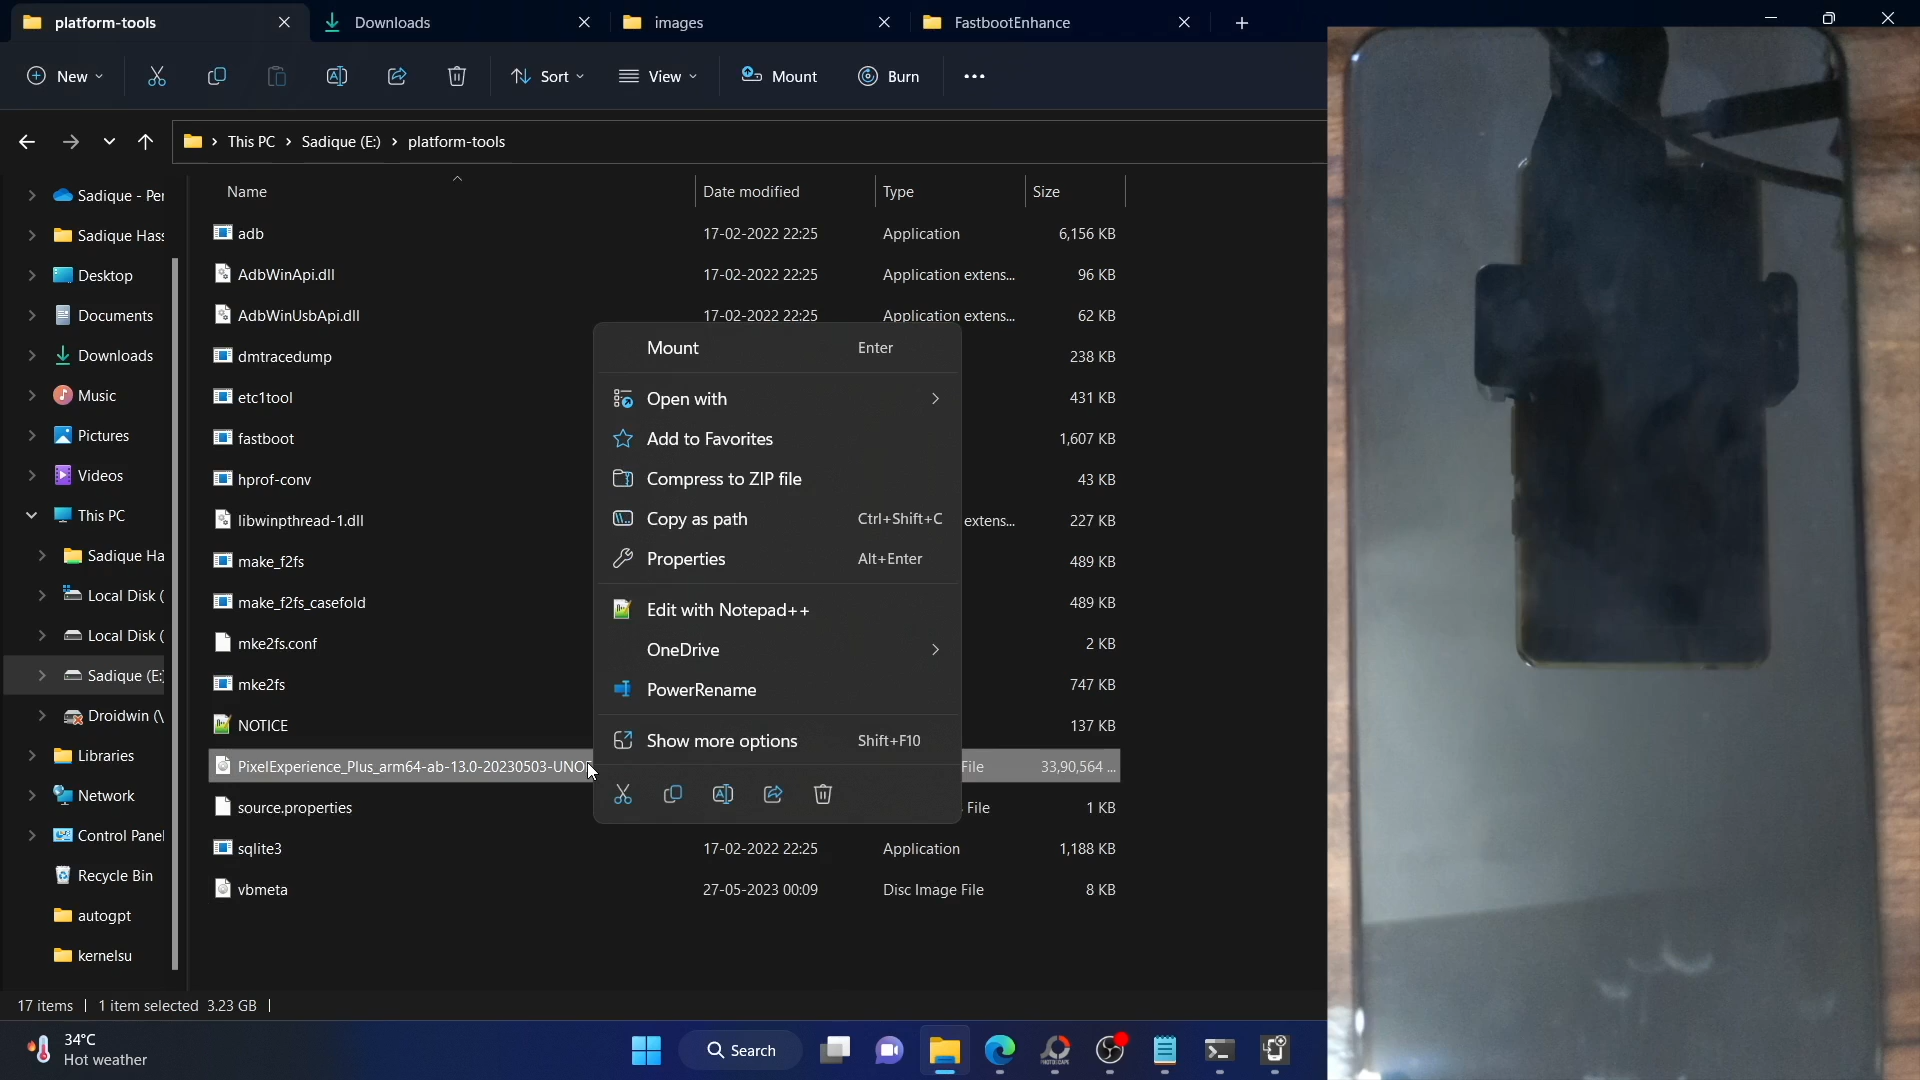 platform-tools
Downloads
images
FastbootEnhance
New
Sort
View
Mount
Burn
This PC
Sadique (E:)
platform-tools
Name
Date modified
Type
Size
Sadique - Per
Sadique Hass
Desktop
Documents
Downloads
Music
Pictures
Videos
This PC
Sadique Ha
Local Disk (
Local Disk (
Sadique (E:)
Droidwin (\
Libraries
Network
Control Panel
Recycle Bin
autogpt
kernelsu
adb 17-02-2022 22:25 Application 6,156 KB
AdbWinApi.dll 17-02-2022 22:25 Application extens... 96 KB
AdbWinUsbApi.dll 17-02-2022 22:25 Application extens... 62 KB
dmtracedump 238 KB
etc1tool 431 KB
fastboot 1,607 KB
hprof-conv 43 KB
libwinpthread-1.dll extens... 227 KB
make_f2fs 489 KB
make_f2fs_casefold 489 KB
mke2fs.conf 2 KB
mke2fs 747 KB
NOTICE 137 KB
PixelExperience_Plus_arm64-ab-13.0-20230503-UNO File 33,90,564 ...
source.properties File 1 KB
sqlite3 17-02-2022 22:25 Application 1,188 KB
vbmeta 27-05-2023 00:09 Disc Image File 8 KB
Mount Enter
Open with
Add to Favorites
Compress to ZIP file
Copy as path Ctrl+Shift+C
Properties Alt+Enter
Edit with Notepad++
OneDrive
PowerRename
Show more options Shift+F10
17 items
1 item selected 3.23 GB
34°C
Hot weather
Search